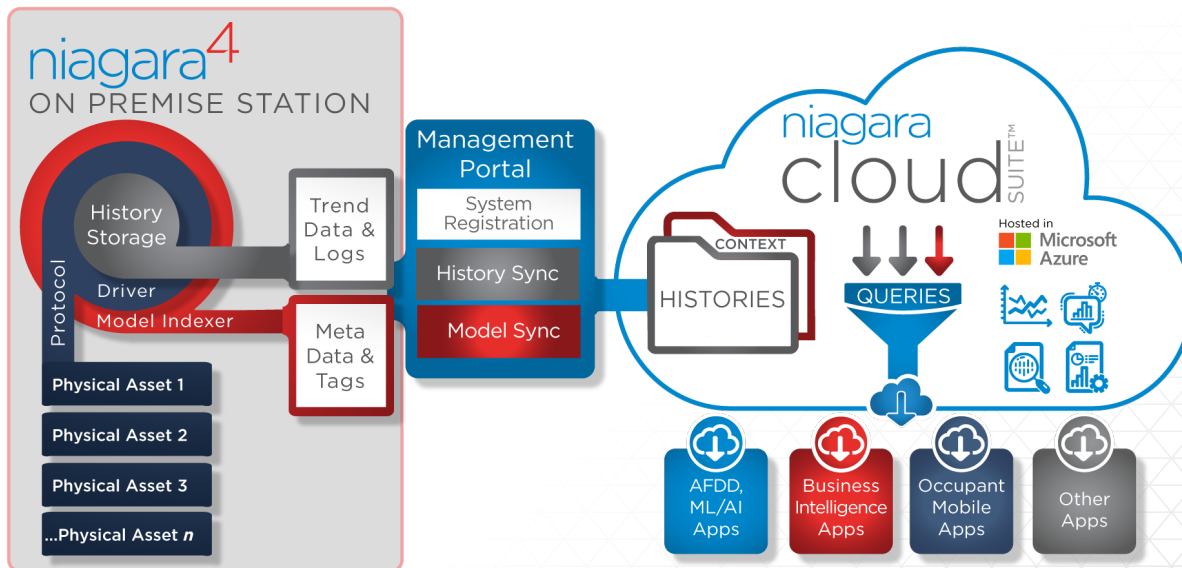 niagara4
ON PREMISE STATION
History
Storage
Protocol
Driver
Model Indexer
Physical Asset 1
Physical Asset 2
Physical Asset 3
...Physical Asset n
Trend
Data &
Logs
Meta
Data &
Tags
Management
Portal
System
Registration
History Sync
Model Sync
CONTEXT
HISTORIES
niagara
cloud
SUITE™
QUERIES
Hosted in
Microsoft
Azure
AFDD,
ML/AI
Apps
Business
Intelligence
Apps
Occupant
Mobile
Apps
Other
Apps